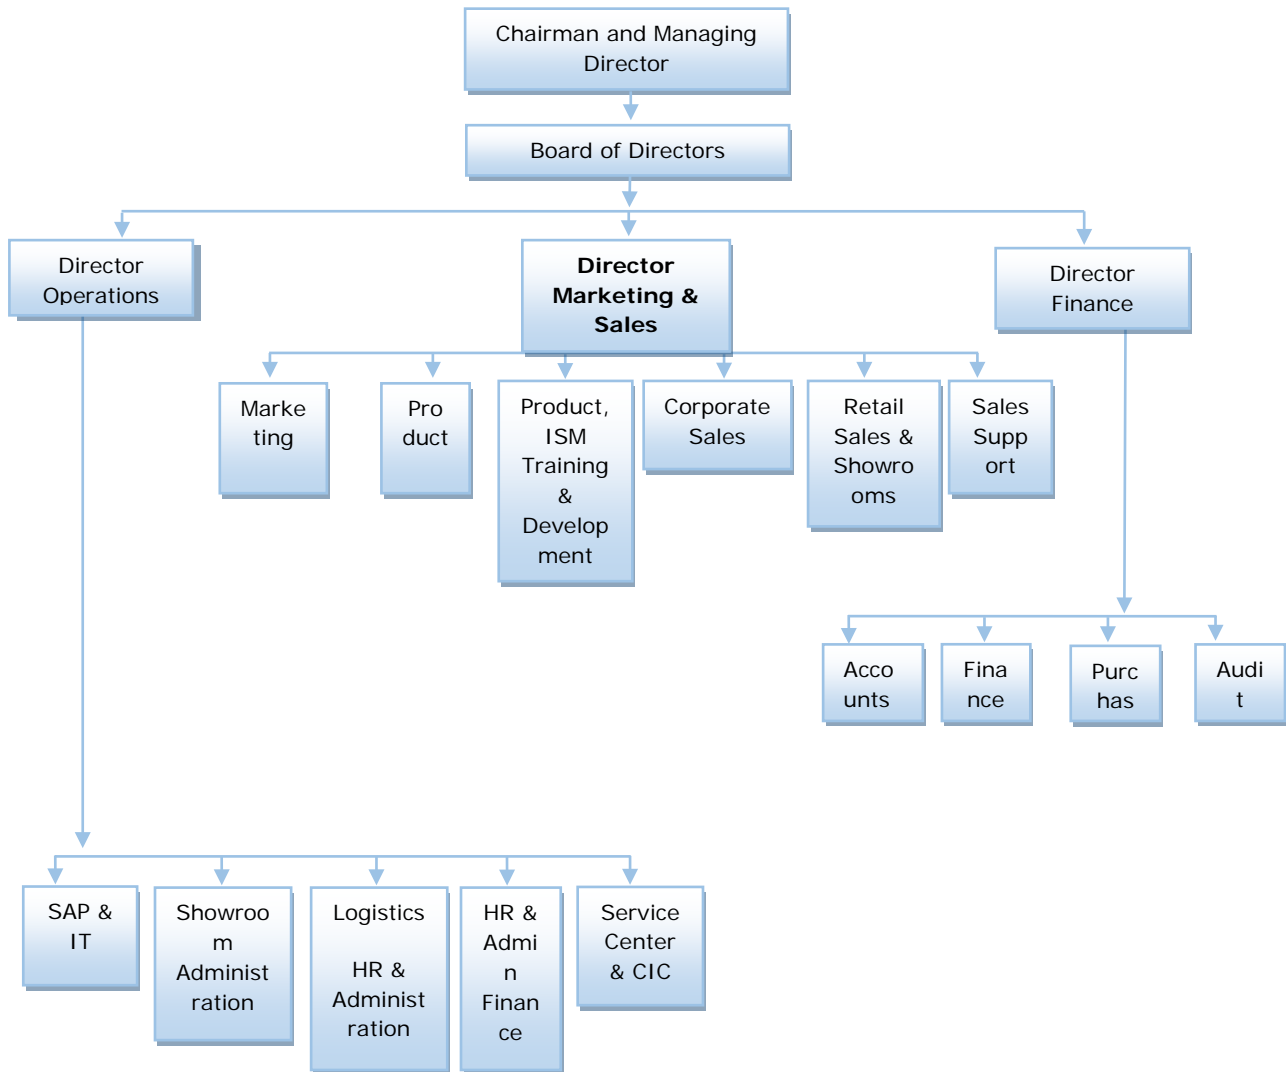 Chairman and Managing
Director
Board of Directors
Director
Operations
Director
Marketing &
Sales
Director
Finance
Marke
ting
Pro
duct
Product,
ISM
Training
&
Develop
ment
Corporate
Sales
Retail
Sales &
Showro
oms
Sales
Supp
ort
Acco
unts
Fina
nce
Purc
has
Audi
t
SAP &
IT
Showroo
m
Administ
ration
Logistics
HR &
Administ
ration
HR &
Admi
n
Finan
ce
Service
Center
& CIC